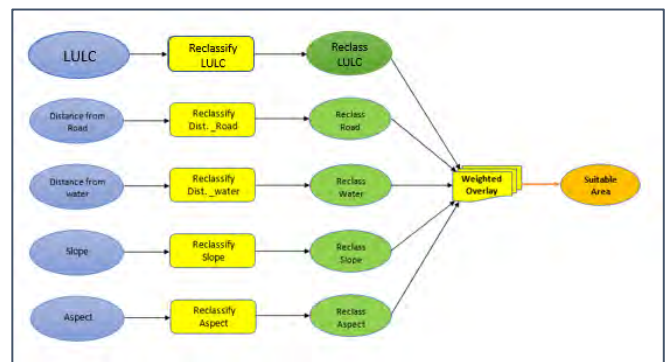 LULC
Reclassify
LULC
Reclass
LULC
Distance from
Road
Reclassify
Dist. _Road
Reclass
Road
Distance from
water
Reclassify
Dist. _water
Reclass
Water
Weighted
Overlay
Suitable
Area
Slope
Reclassify
Slope
Reclass
Slope
Aspect
Reclassify
Aspect
Reclass
Aspect